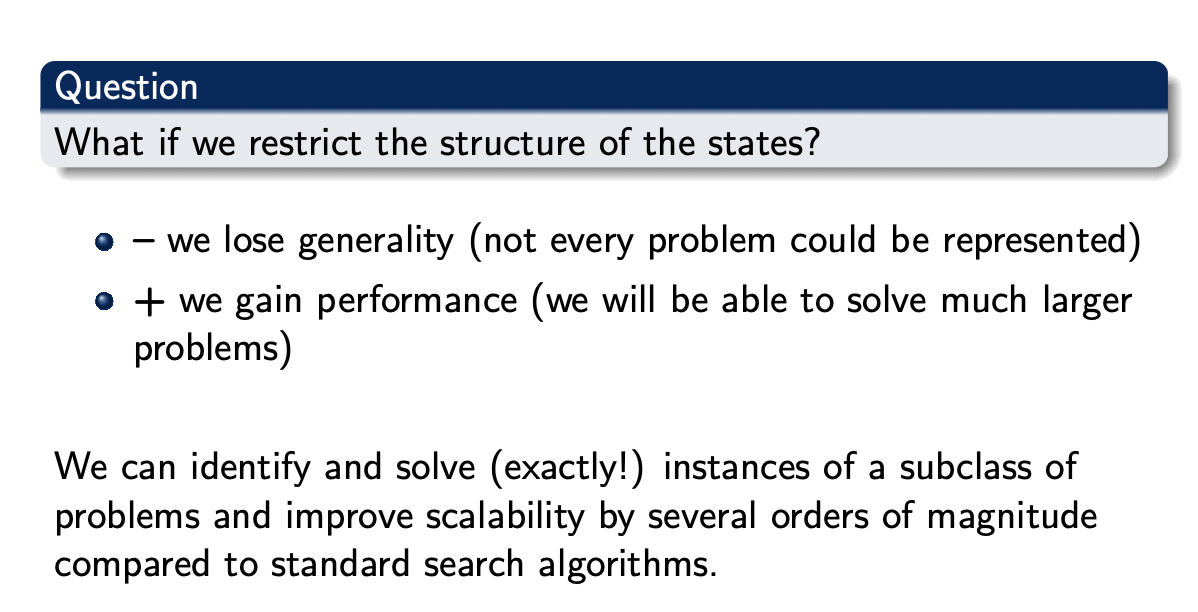 Question
What if we restrict the structure of the states?
– we lose generality (not every problem could be represented)
+ we gain performance (we will be able to solve much larger
problems)
We can identify and solve (exactly!) instances of a subclass of
problems and improve scalability by several orders of magnitude
compared to standard search algorithms.